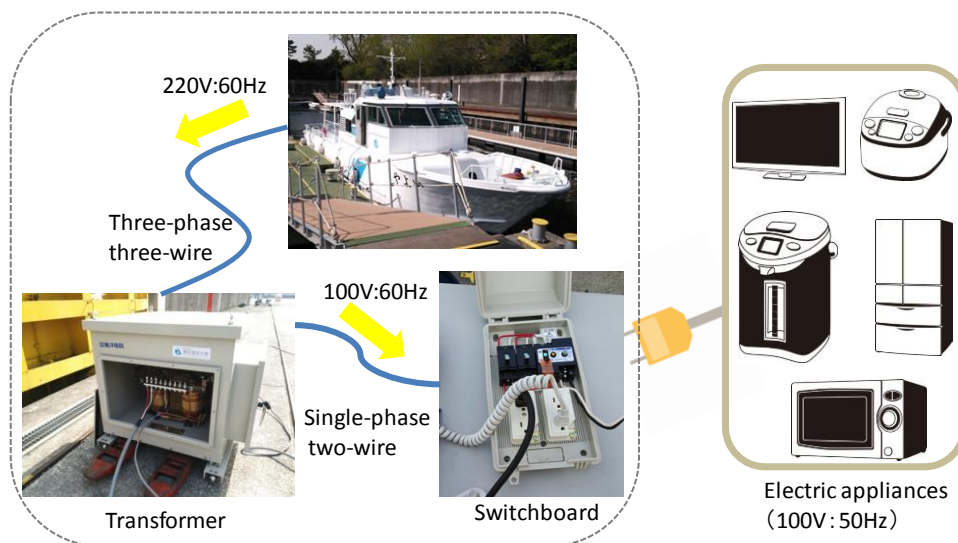 220V:60Hz
Three-phase
three-wire
100V:60Hz
Single-phase
two-wire
Transformer
Switchboard
Electric appliances
(100V : 50Hz)